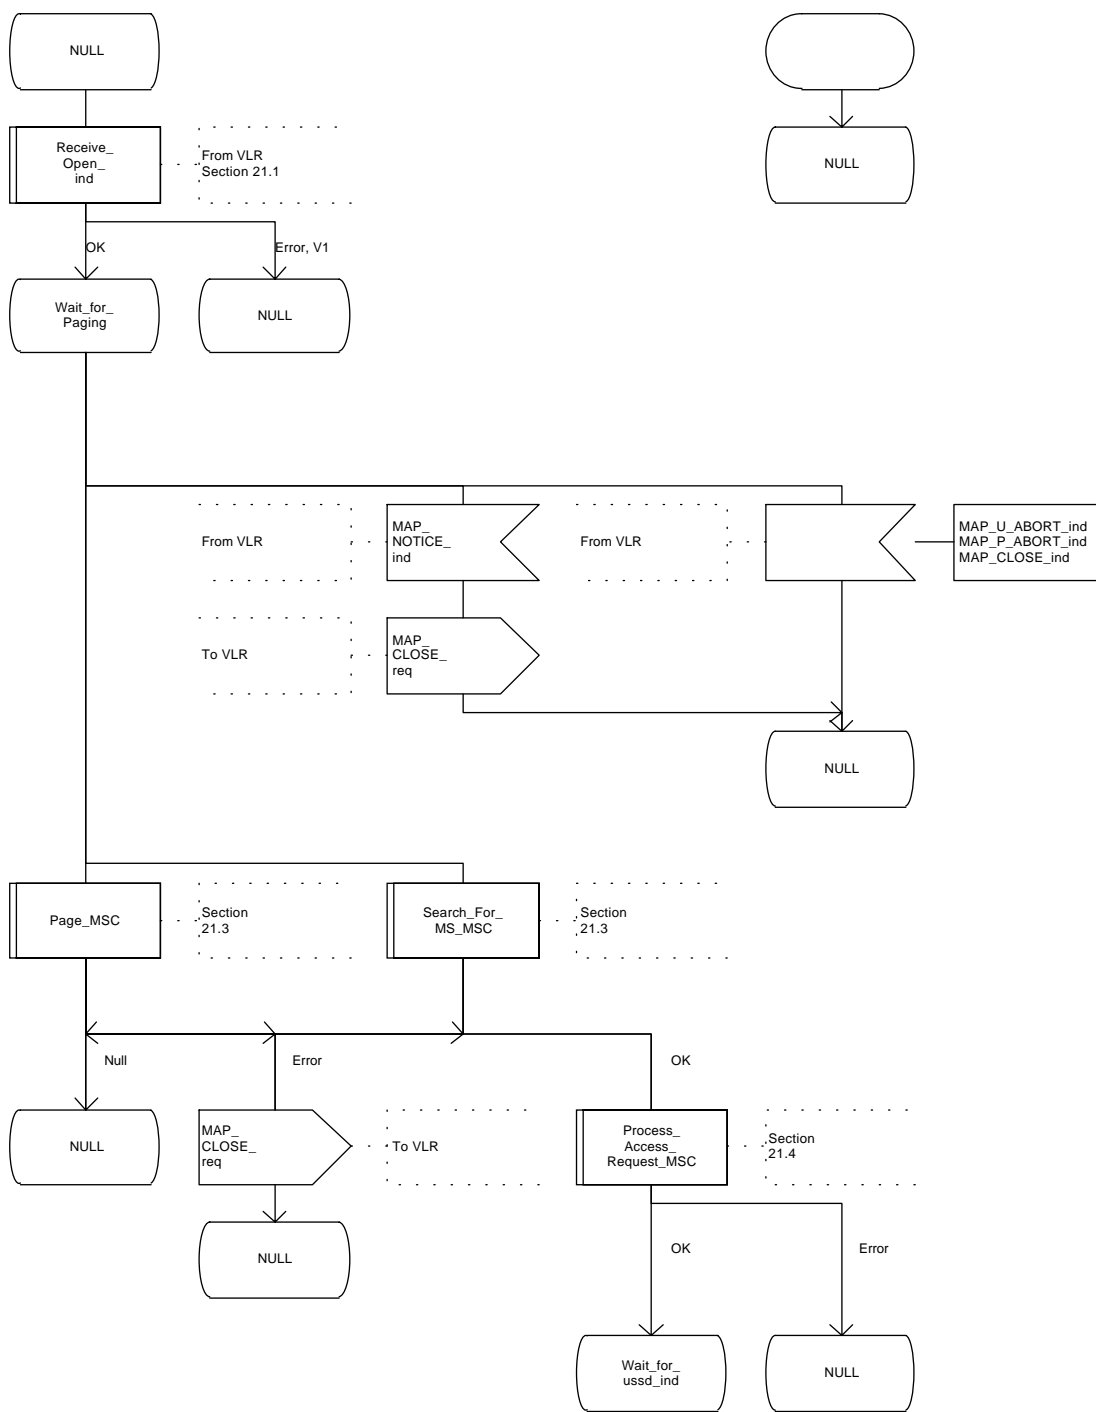 NULL
Receive_
Open_
ind
From VLR
Section 21.1
NULL
OK
Error, V1
Wait_for_
Paging
NULL
From VLR
MAP_
NOTICE_
ind
From VLR
MAP_U_ABORT_ind
MAP_P_ABORT_ind
MAP_CLOSE_ind
To VLR
MAP_
CLOSE_
req
NULL
Page_MSC
Section
21.3
Search_For_
MS_MSC
Section
21.3
Null
Error
OK
NULL
MAP_
CLOSE_
req
To VLR
Process_
Access_
Request_MSC
Section
21.4
NULL
OK
Error
Wait_for_
ussd_ind
NULL